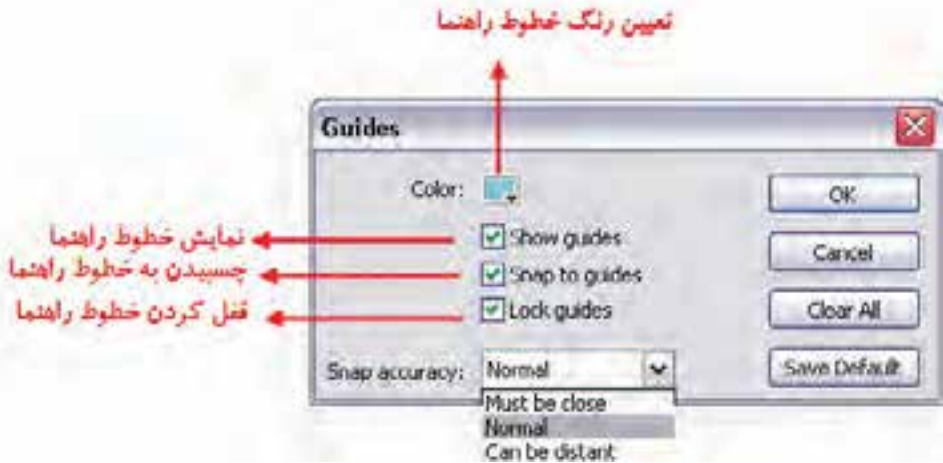 تعیین رنگ خطوط راهنما
Guides
Color:
OK
نمایش خطوط راهنما
Show guides
Cancel
چسبیدن به خطوط راهنما
Snap to guides
قفل کردن خطوط راهنما
Lock guides
Clear All
Snap accuracy:
Normal
Save Default
Must be close
Normal
Can be distant